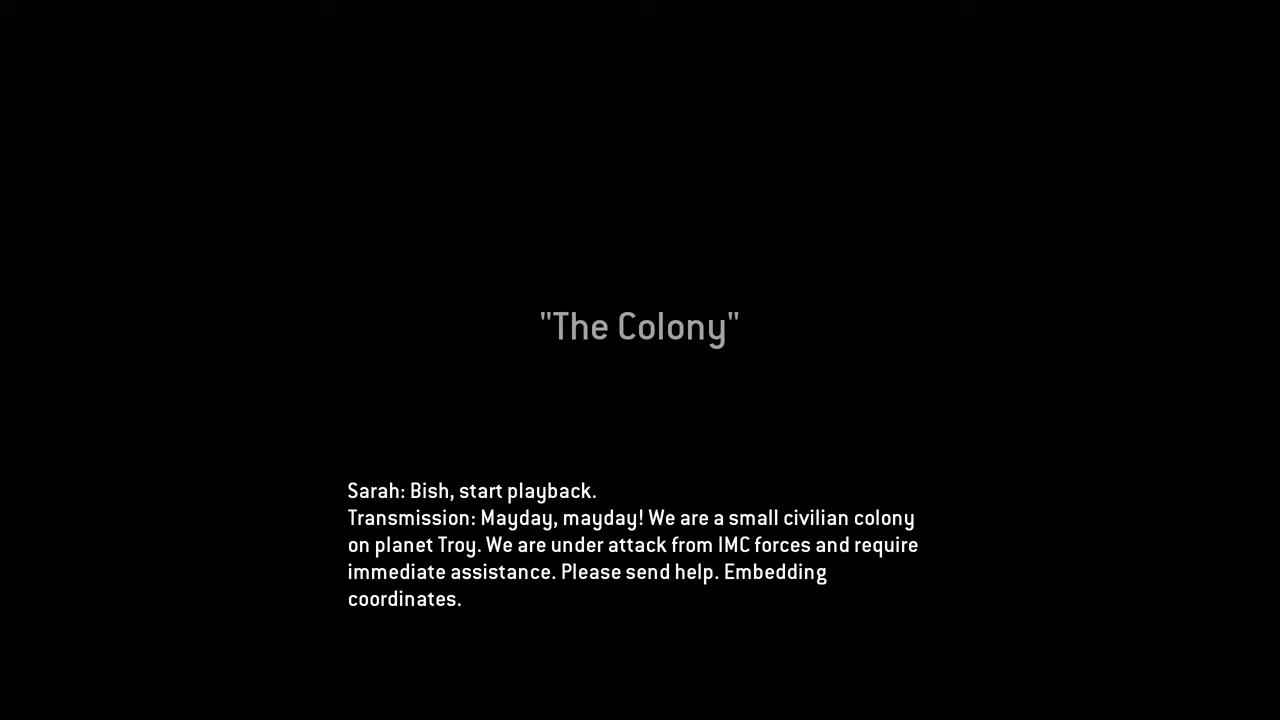 "The Colony"
Sarah: Bish, start playback.
Transmission: Mayday, mayday! We are a small civilian colony
on planet Troy. We are under attack from IMC forces and require
immediate assistance. Please send help. Embedding
coordinates.